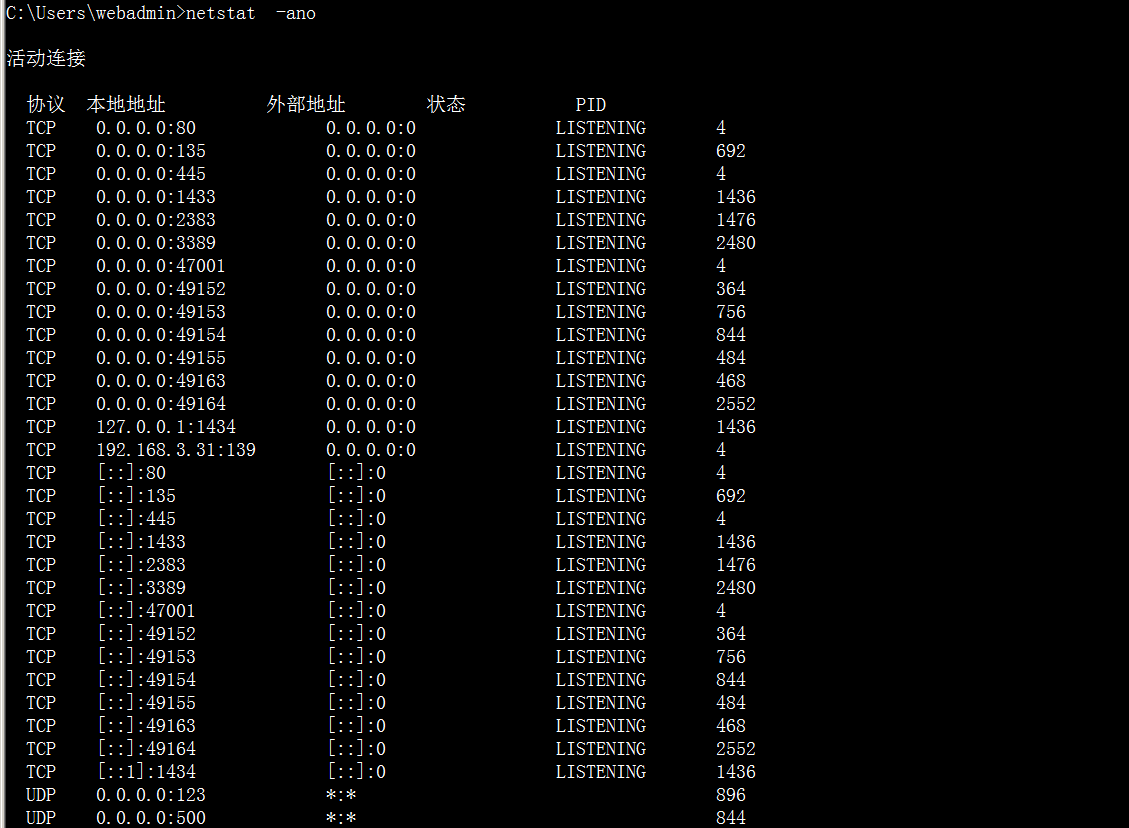 C:\Users\webadmin>netstat  -ano
活动连接
协议  本地地址          外部地址        状态           PID
TCP    0.0.0.0:80             0.0.0.0:0              LISTENING       4
TCP    0.0.0.0:135            0.0.0.0:0              LISTENING       692
TCP    0.0.0.0:445            0.0.0.0:0              LISTENING       4
TCP    0.0.0.0:1433           0.0.0.0:0              LISTENING       1436
TCP    0.0.0.0:2383           0.0.0.0:0              LISTENING       1476
TCP    0.0.0.0:3389           0.0.0.0:0              LISTENING       2480
TCP    0.0.0.0:47001          0.0.0.0:0              LISTENING       4
TCP    0.0.0.0:49152          0.0.0.0:0              LISTENING       364
TCP    0.0.0.0:49153          0.0.0.0:0              LISTENING       756
TCP    0.0.0.0:49154          0.0.0.0:0              LISTENING       844
TCP    0.0.0.0:49155          0.0.0.0:0              LISTENING       484
TCP    0.0.0.0:49163          0.0.0.0:0              LISTENING       468
TCP    0.0.0.0:49164          0.0.0.0:0              LISTENING       2552
TCP    127.0.0.1:1434         0.0.0.0:0              LISTENING       1436
TCP    192.168.3.31:139       0.0.0.0:0              LISTENING       4
TCP    [::]:80                [::]:0                 LISTENING       4
TCP    [::]:135               [::]:0                 LISTENING       692
TCP    [::]:445               [::]:0                 LISTENING       4
TCP    [::]:1433              [::]:0                 LISTENING       1436
TCP    [::]:2383              [::]:0                 LISTENING       1476
TCP    [::]:3389              [::]:0                 LISTENING       2480
TCP    [::]:47001             [::]:0                 LISTENING       4
TCP    [::]:49152             [::]:0                 LISTENING       364
TCP    [::]:49153             [::]:0                 LISTENING       756
TCP    [::]:49154             [::]:0                 LISTENING       844
TCP    [::]:49155             [::]:0                 LISTENING       484
TCP    [::]:49163             [::]:0                 LISTENING       468
TCP    [::]:49164             [::]:0                 LISTENING       2552
TCP    [::1]:1434             [::]:0                 LISTENING       1436
UDP    0.0.0.0:123            *:*                                    896
UDP    0.0.0.0:500            *:*                                    844